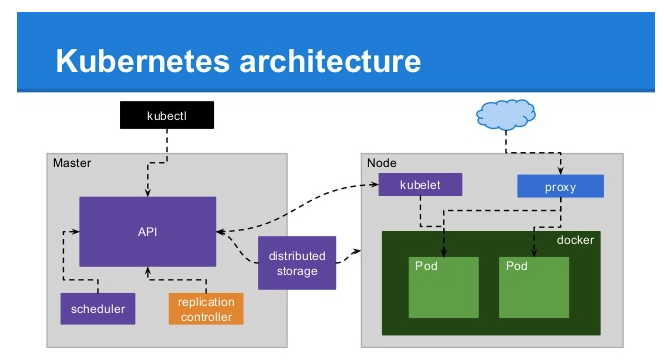 Kubernetes architecture
kubectl
Master
Node
kubelet
proxy
API
docker
distributed
storage
Pod
Pod
scheduler
replication
controller